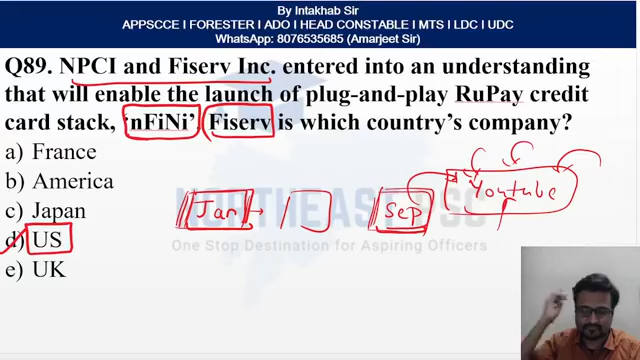 By Intakhab Sir
APPSCCE I FORESTER I ADO I HEAD CONSTABLE I MTS I LDC I UDC
WhatsApp: 8076535685 (Amarjeet Sir)
Q89. NPCI and Fiserv Inc. entered into an understanding
that will enable the launch of plug-and-play RuPay credit
card stack, ‘nFiNi’. Fiserv is which country’s company?
a) France
b) America
c) Japan
d) US
e) UK
Jan
Sep
Youtube
One Stop Destination for Aspiring Officers